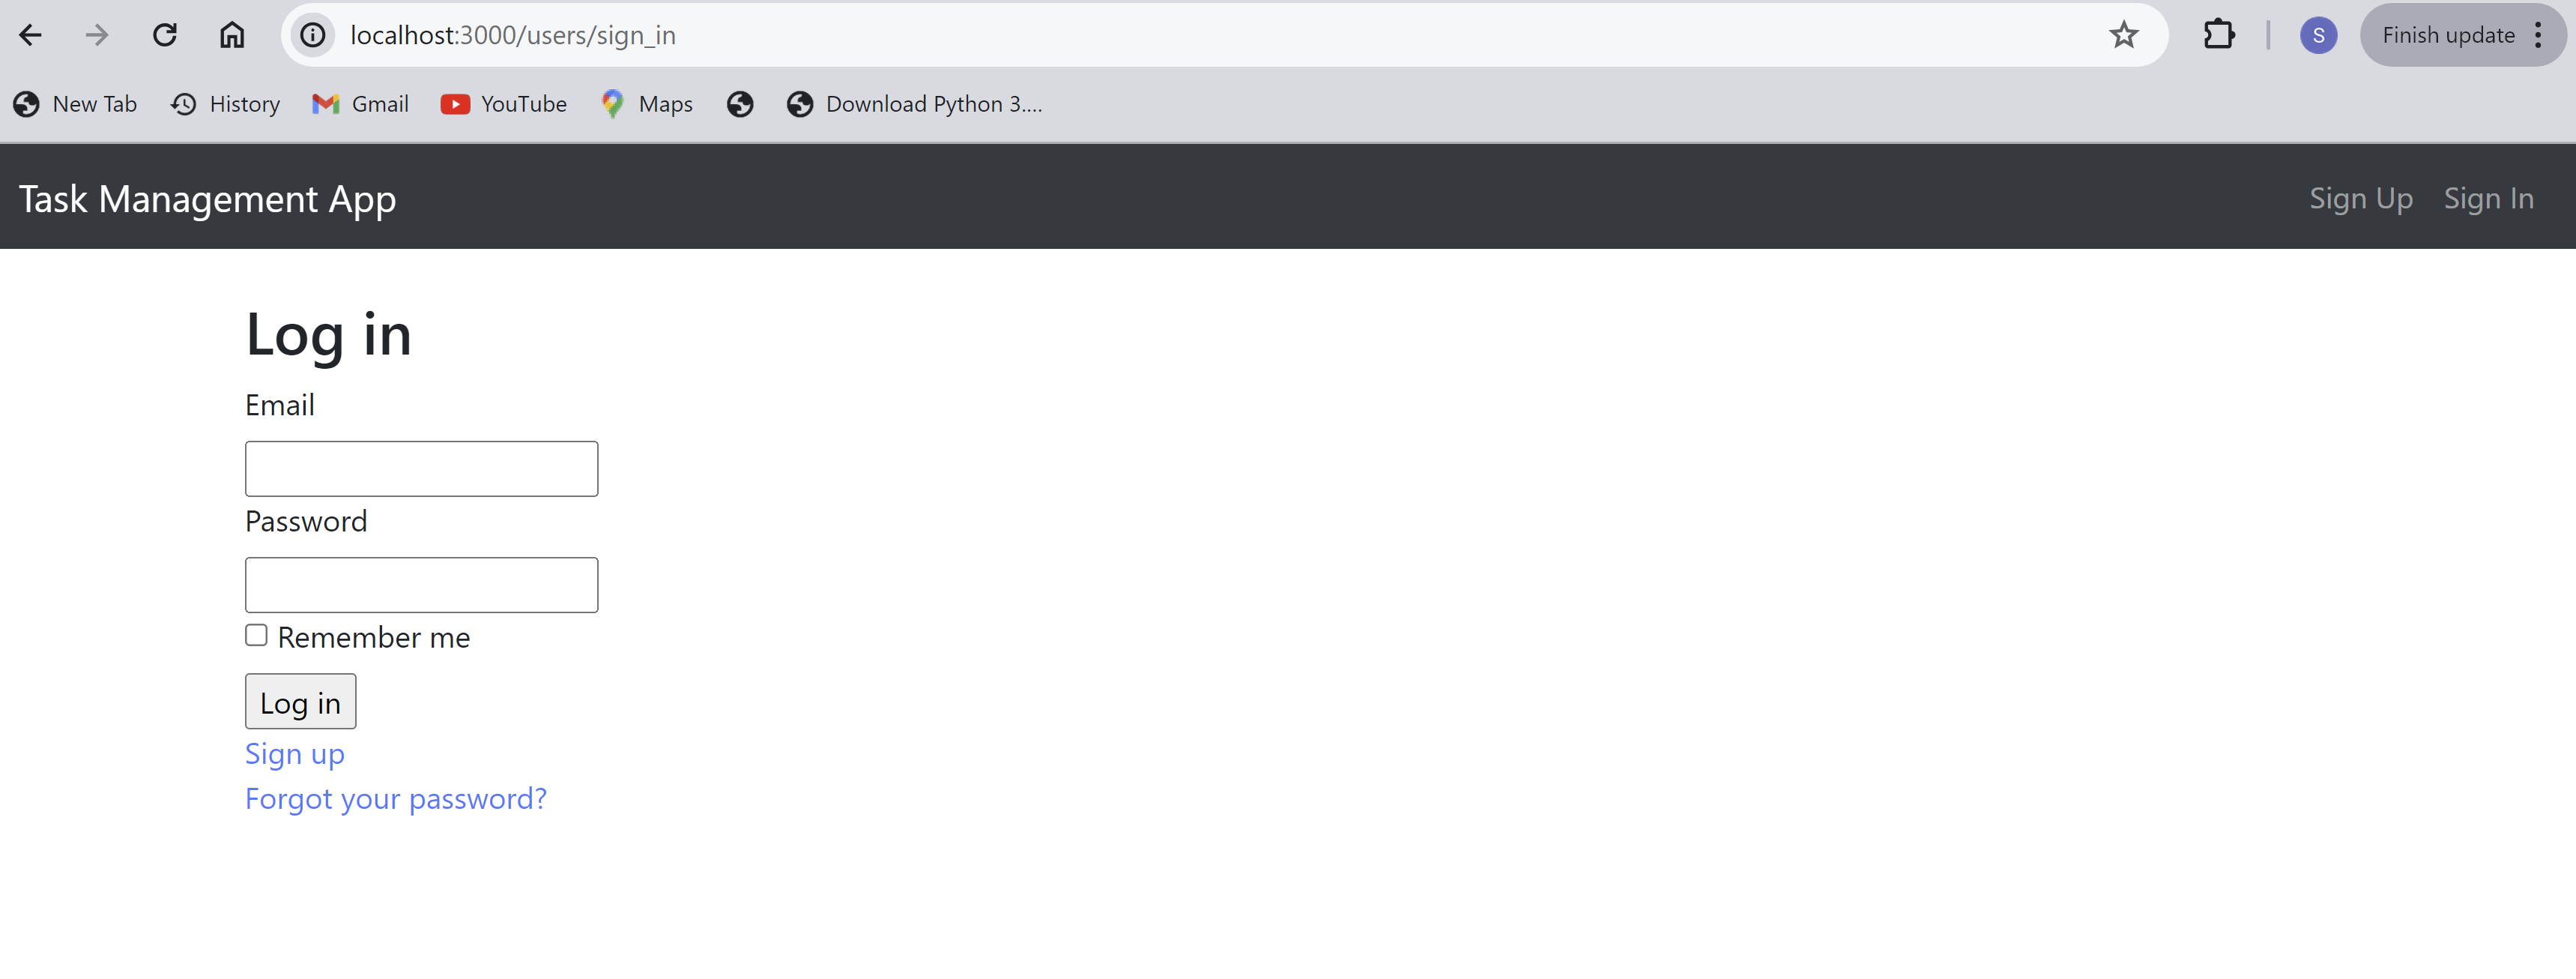 localhost:3000/users/sign_in
S
Finish update
New Tab History Gmail YouTube Maps Download Python 3....
Task Management App Sign Up Sign In
Log in
Email
Password
Remember me
Log in
Sign up
Forgot your password?